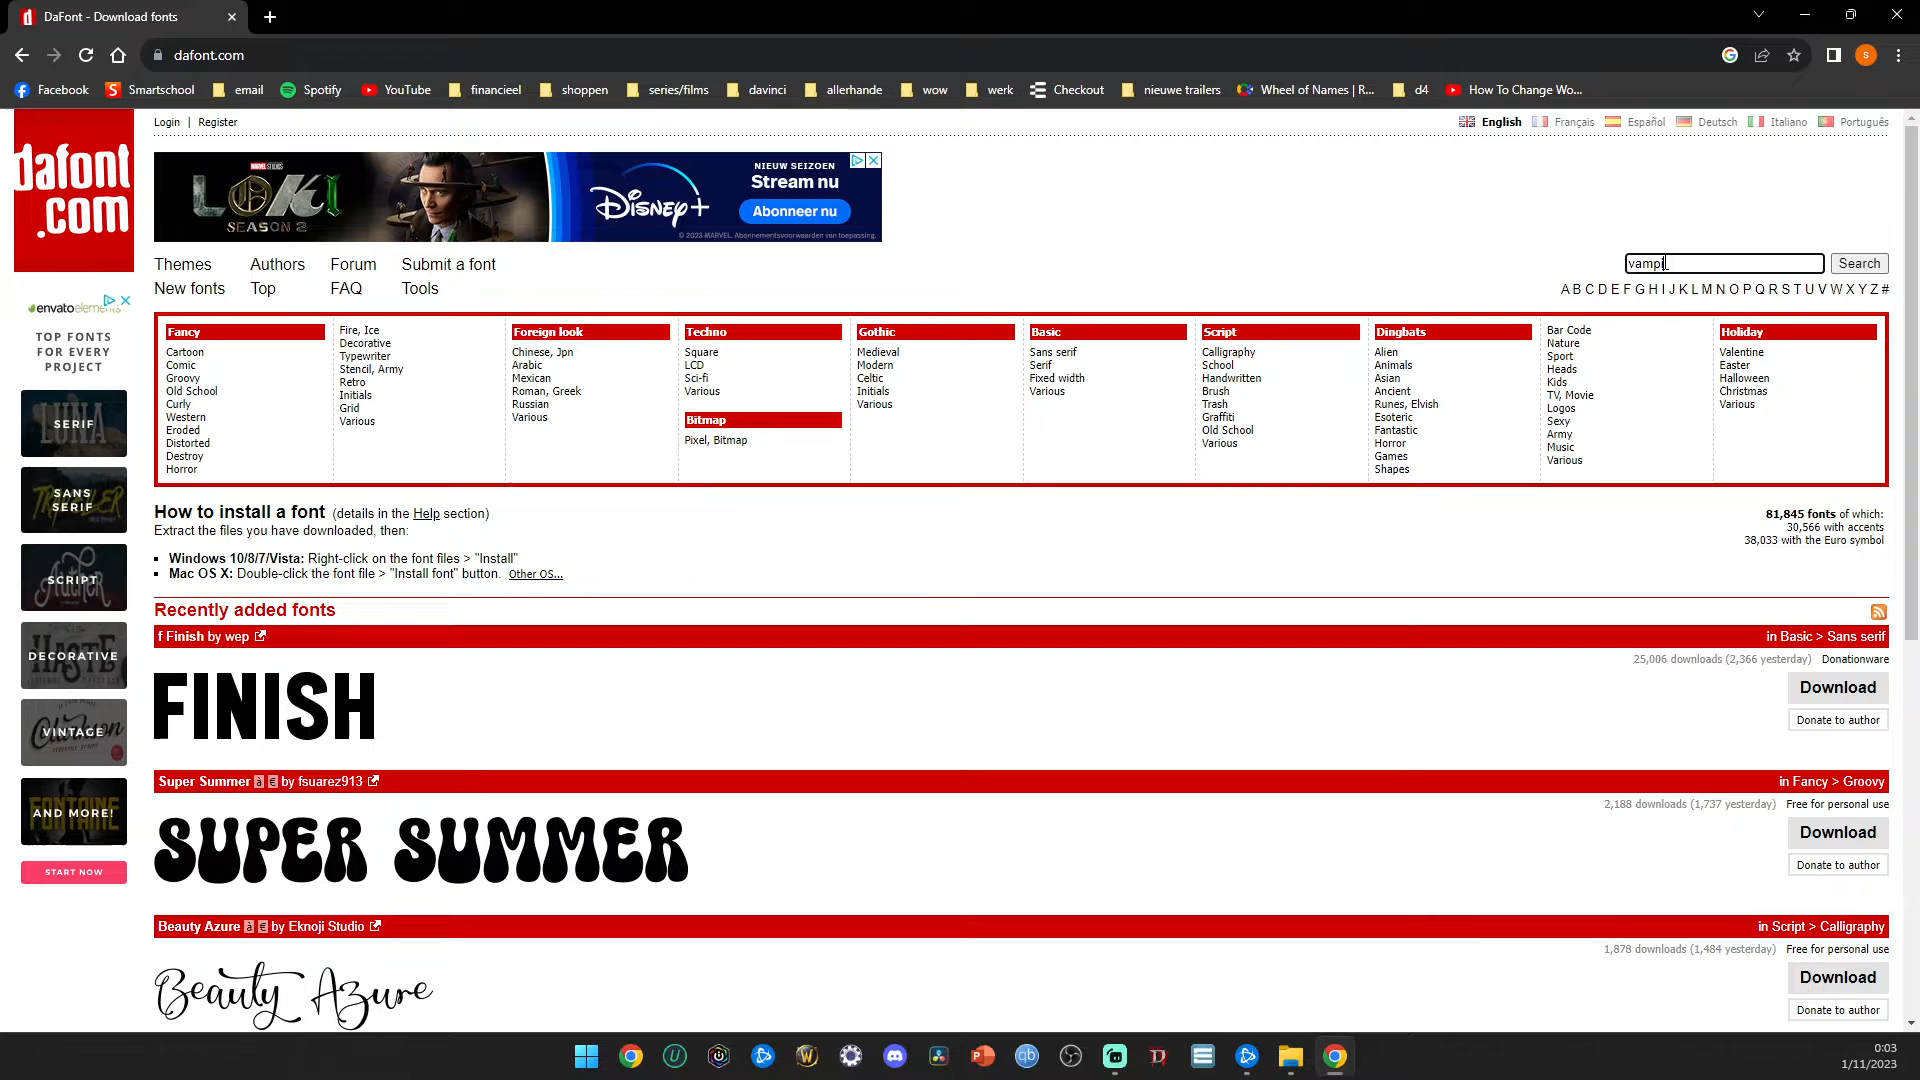 DaFont - Download fonts
dafont.com
Facebook
Smartschool
email
Spotify
YouTube
financieel
shoppen
series/films
davinci
allerhande
wow
werk
Checkout
nieuwe trailers
Wheel of Names | R...
d4
How To Change Wo...
Login | Register
English Français Español Deutsch Italiano Português
dafont
.com
MARVEL STUDIOS
LOKI
SEASON 2
Disney+
NIEUW SEIZOEN
Stream nu
Abonneer nu
© 2023 MARVEL. Abonnementsvoorwaarden van toepassing.
Themes Authors Forum Submit a font
New fonts Top FAQ Tools
vampi
Search
A B C D E F G H I J K L M N O P Q R S T U V W X Y Z #
envato elements
TOP FONTS
FOR EVERY
PROJECT
SERIF
SANS
SERIF
SCRIPT
DECORATIVE
VINTAGE
AND MORE!
START NOW
Fancy
Cartoon
Comic
Groovy
Old School
Curly
Western
Eroded
Distorted
Destroy
Horror
Fire, Ice
Decorative
Typewriter
Stencil, Army
Retro
Initials
Grid
Various
Foreign look
Chinese, Jpn
Arabic
Mexican
Roman, Greek
Russian
Various
Techno
Square
LCD
Sci-fi
Various
Bitmap
Pixel, Bitmap
Gothic
Medieval
Modern
Celtic
Initials
Various
Basic
Sans serif
Serif
Fixed width
Various
Script
Calligraphy
School
Handwritten
Brush
Trash
Graffiti
Old School
Various
Dingbats
Alien
Animals
Asian
Ancient
Runes, Elvish
Esoteric
Fantastic
Horror
Games
Shapes
Bar Code
Nature
Sport
Heads
Kids
TV, Movie
Logos
Sexy
Army
Music
Various
Holiday
Valentine
Easter
Halloween
Christmas
Various
How to install a font (details in the Help section)
Extract the files you have downloaded, then:
Windows 10/8/7/Vista: Right-click on the font files > "Install"
Mac OS X: Double-click the font file > "Install font" button. Other OS...
81,845 fonts of which:
30,566 with accents
38,033 with the Euro symbol
Recently added fonts
f Finish by wep
in Basic > Sans serif
25,006 downloads (2,366 yesterday) Donationware
FINISH
Download
Donate to author
Super Summer à € by fsuarez913
in Fancy > Groovy
2,188 downloads (1,737 yesterday) Free for personal use
SUPER SUMMER
Download
Donate to author
Beauty Azure à € by Eknoji Studio
in Script > Calligraphy
1,878 downloads (1,484 yesterday) Free for personal use
Beauty Azure
Download
Donate to author
0:03
1/11/2023